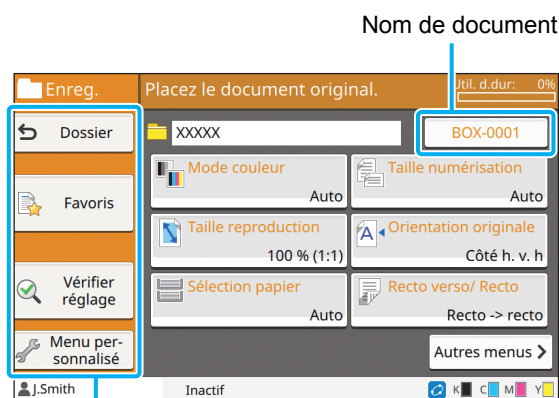 Nom de document
Enreg.
Placez le document original.
Util. d.dur: 0%
Dossier
XXXXX
BOX-0001
Favoris
Mode couleur
Auto
Taille numérisation
Auto
Taille reproduction
100 % (1:1)
Orientation originale
Côté h. v. h
Vérifier
réglage
Sélection papier
Auto
Recto verso/ Recto
Recto -> recto
Menu per-
sonnalisé
Autres menus
J.Smith
Inactif
K C M Y